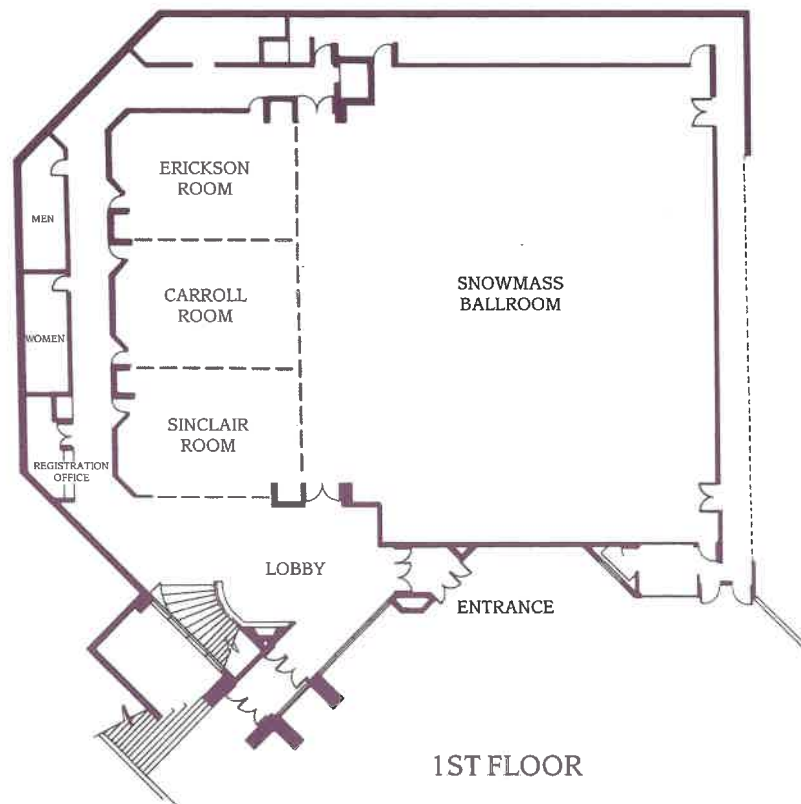 ERICKSON
ROOM
MEN
CARROLL
ROOM
SNOWMASS
BALLROOM
WOMEN
SINCLAIR
ROOM
REGISTRATION
OFFICE
LOBBY
ENTRANCE
1ST FLOOR